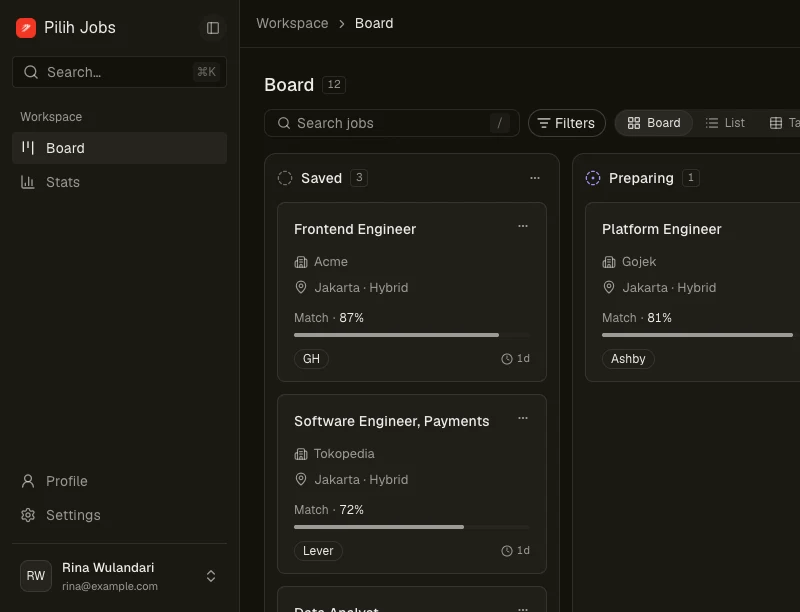 Pilih Jobs
Search...
⌘K
Workspace
Board
Stats
Profile
Settings
RW
Rina Wulandari
rina@example.com
Workspace > Board
Board 12
Search jobs /
Filters
Board
List
Saved 3
Frontend Engineer
Acme
Jakarta · Hybrid
Match · 87%
GH
1d
Software Engineer, Payments
Tokopedia
Jakarta · Hybrid
Match · 72%
Lever
1d
Data Analyst
Preparing 1
Platform Engineer
Gojek
Jakarta · Hybrid
Match · 81%
Ashby